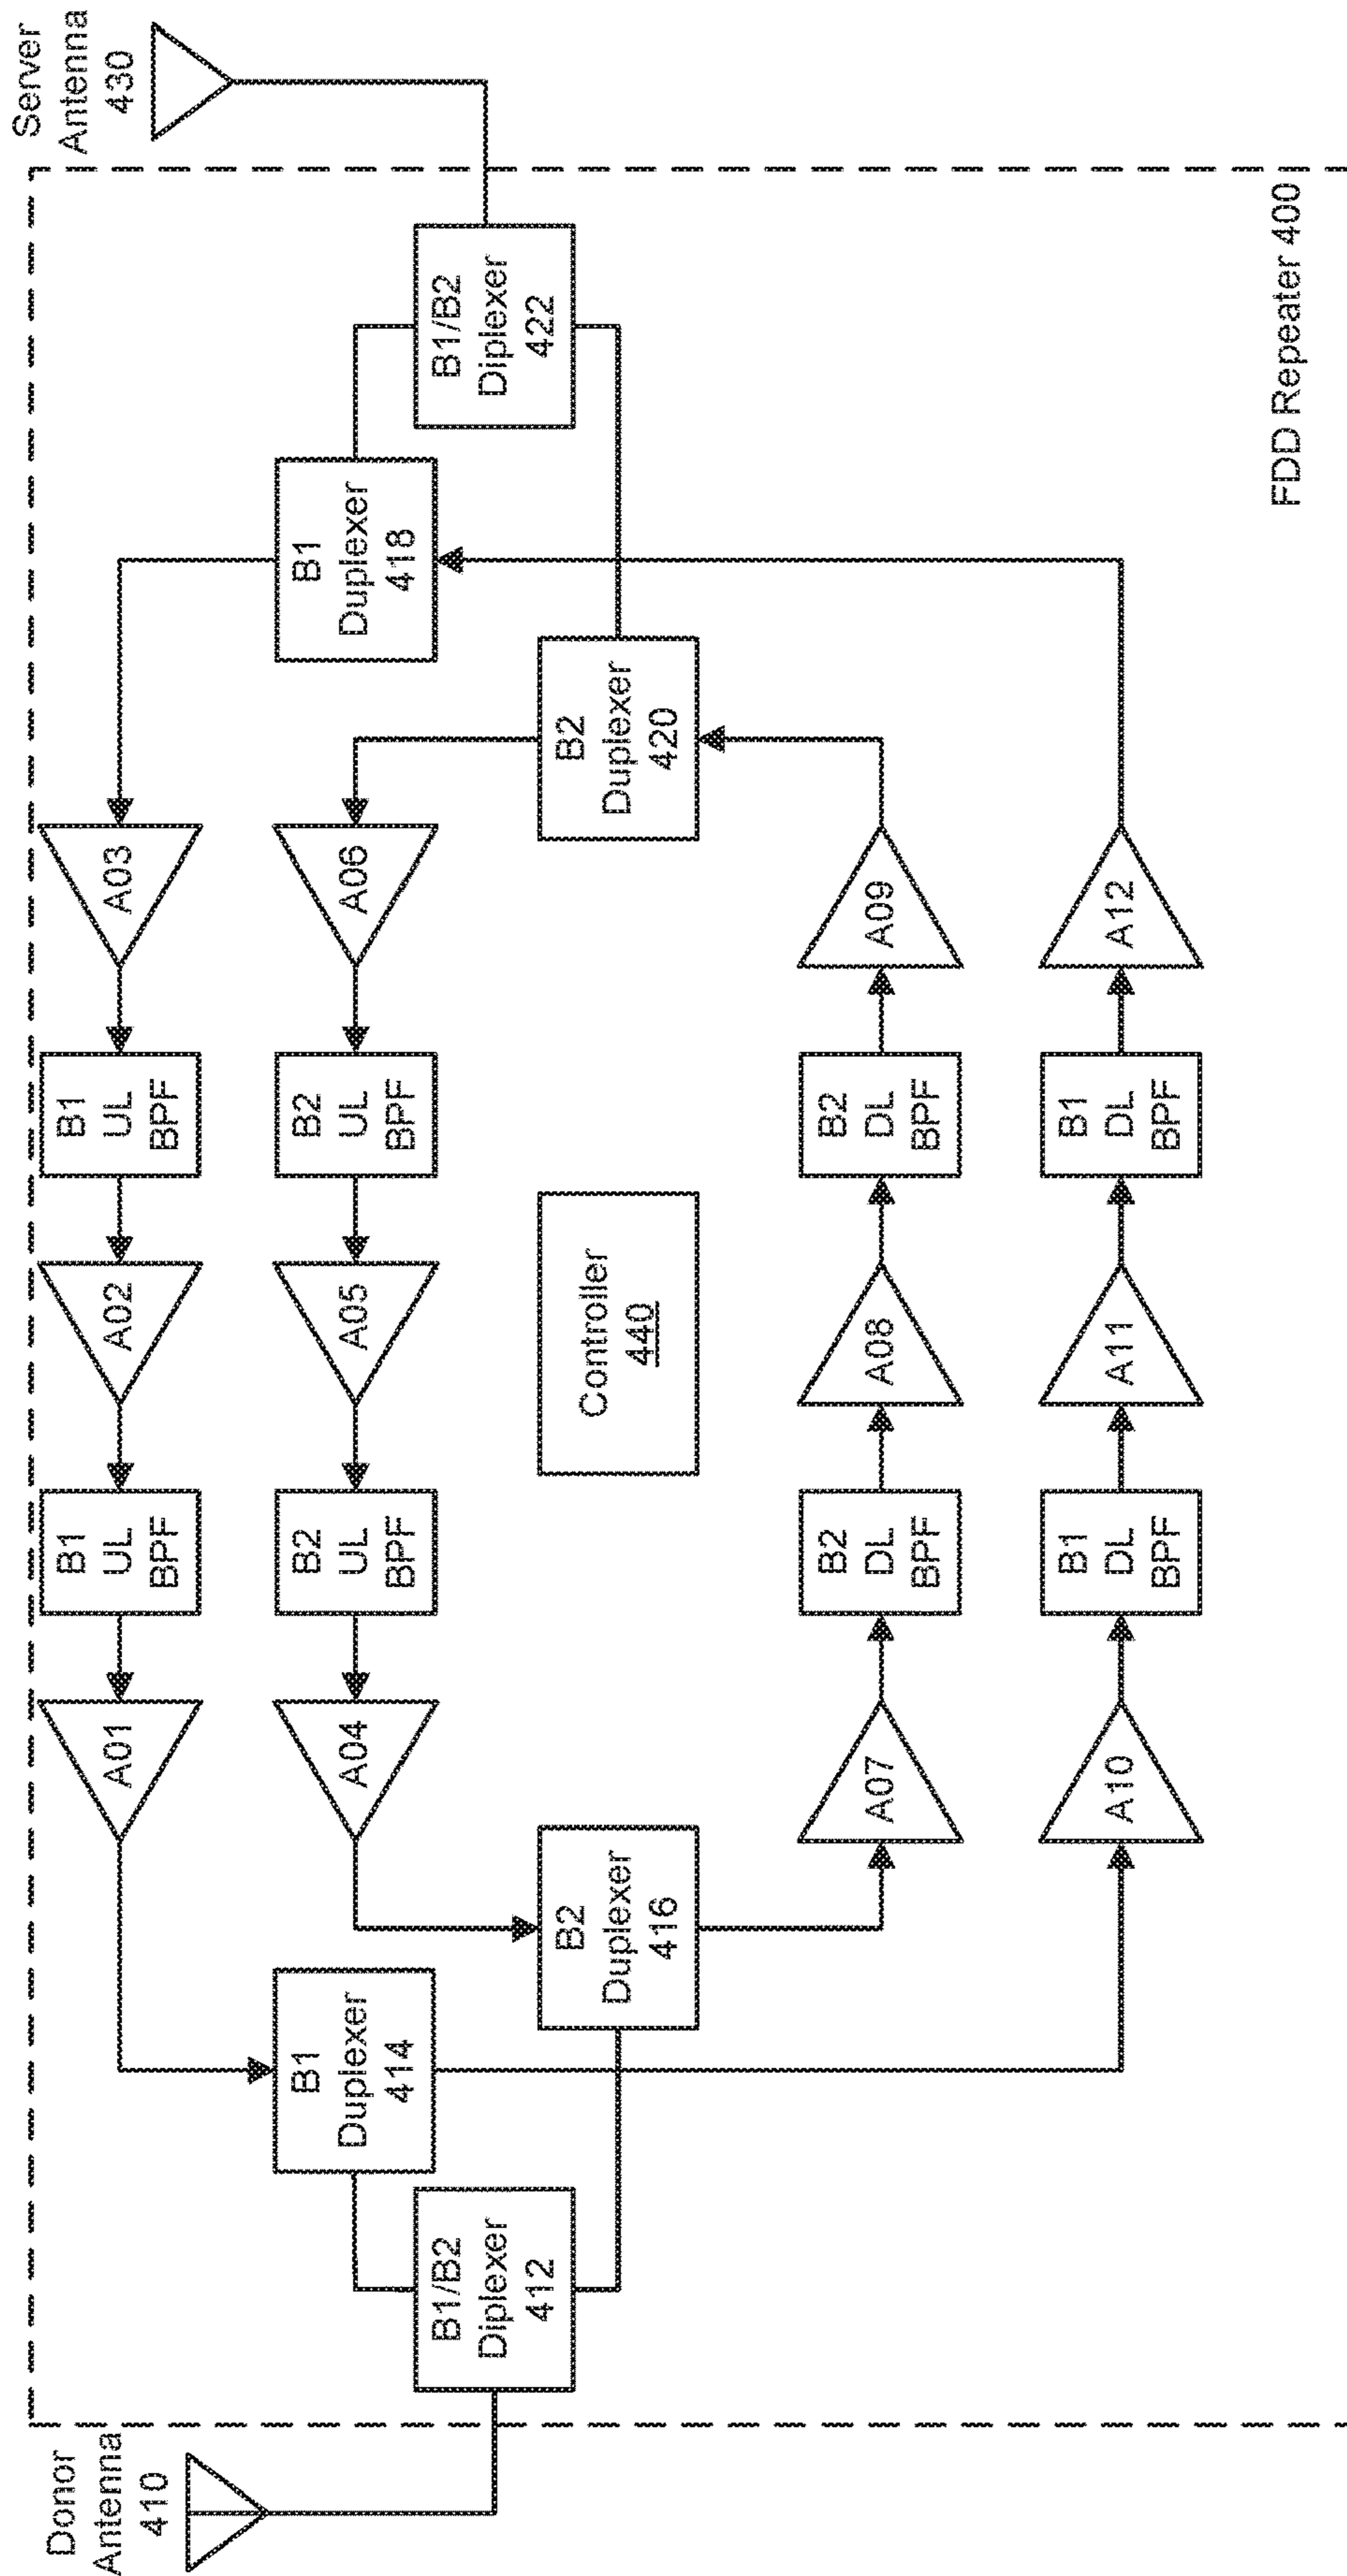 Donor
Antenna
410
Server
Antenna
430
A01
B1
UL
BPF
A02
B1
UL
BPF
A03
A04
B2
UL
BPF
A05
B2
UL
BPF
A06
B1
Duplexer
414
B1
Duplexer
418
B1/B2
Diplexer
412
B1/B2
Diplexer
422
B2
Duplexer
416
Controller
440
B2
Duplexer
420
A07
B2
DL
BPF
A08
B2
DL
BPF
A09
A10
B1
DL
BPF
A11
B1
DL
BPF
A12
FDD Repeater 400